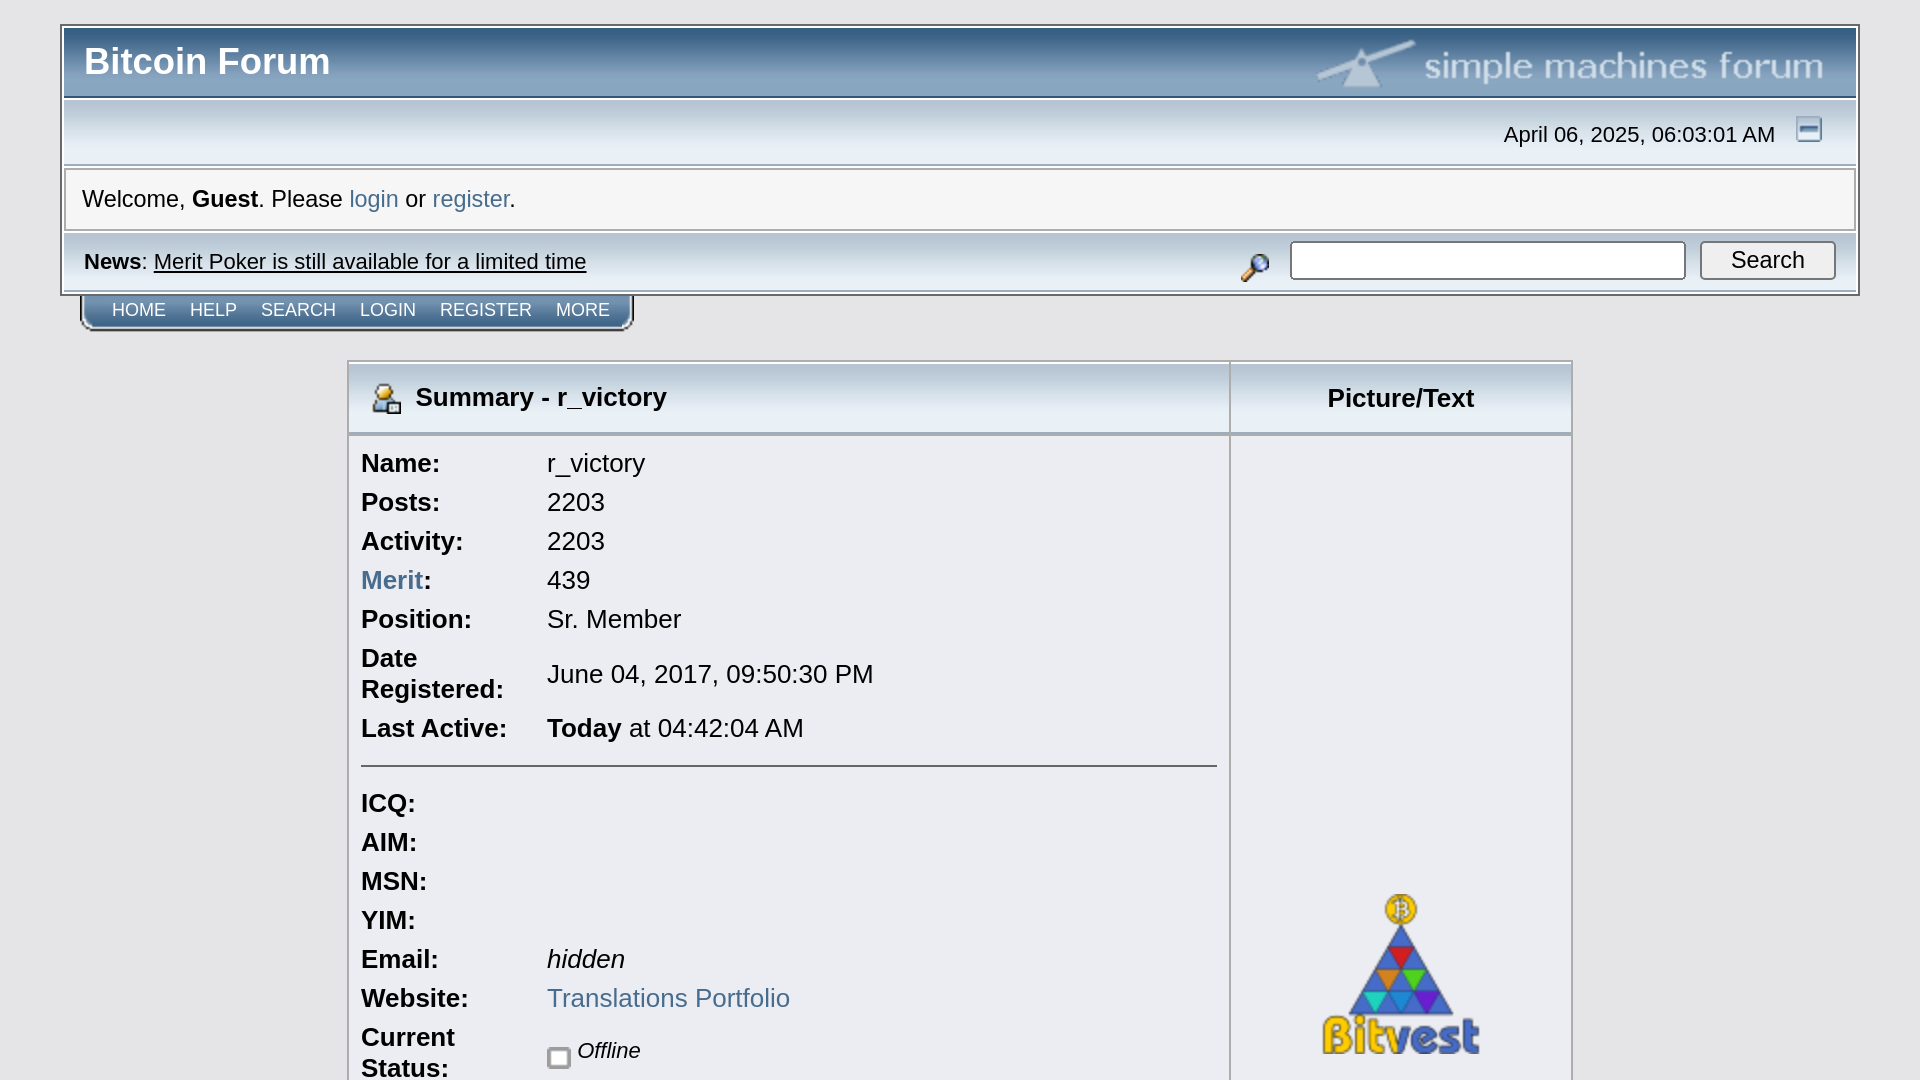 Bitcoin Forum
simple machines forum
April 06, 2025, 06:03:01 AM
Welcome, Guest. Please login or register.
News: Merit Poker is still available for a limited time
Search
HOME HELP SEARCH LOGIN REGISTER MORE
Summary - r_victory
Picture/Text
Name: r_victory
Posts: 2203
Activity: 2203
Merit: 439
Position: Sr. Member
Date
Registered: June 04, 2017, 09:50:30 PM
Last Active: Today at 04:42:04 AM
ICQ:
AIM:
MSN:
YIM:
Email: hidden
Website: Translations Portfolio
Current
Status: Offline
Bitvest